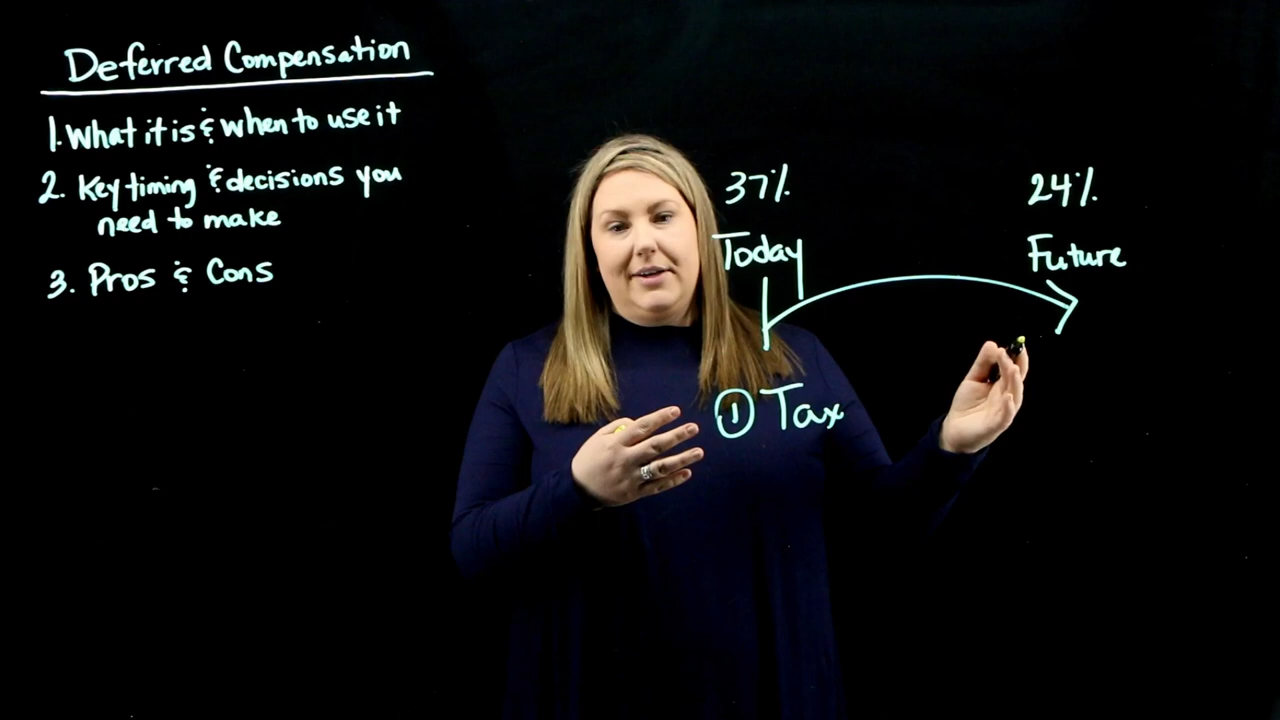 Deferred Compensation
1. What it is & when to use it
2. Key timing & decisions you
need to make
3. Pros & Cons
37% 24%
Today Future
① Tax